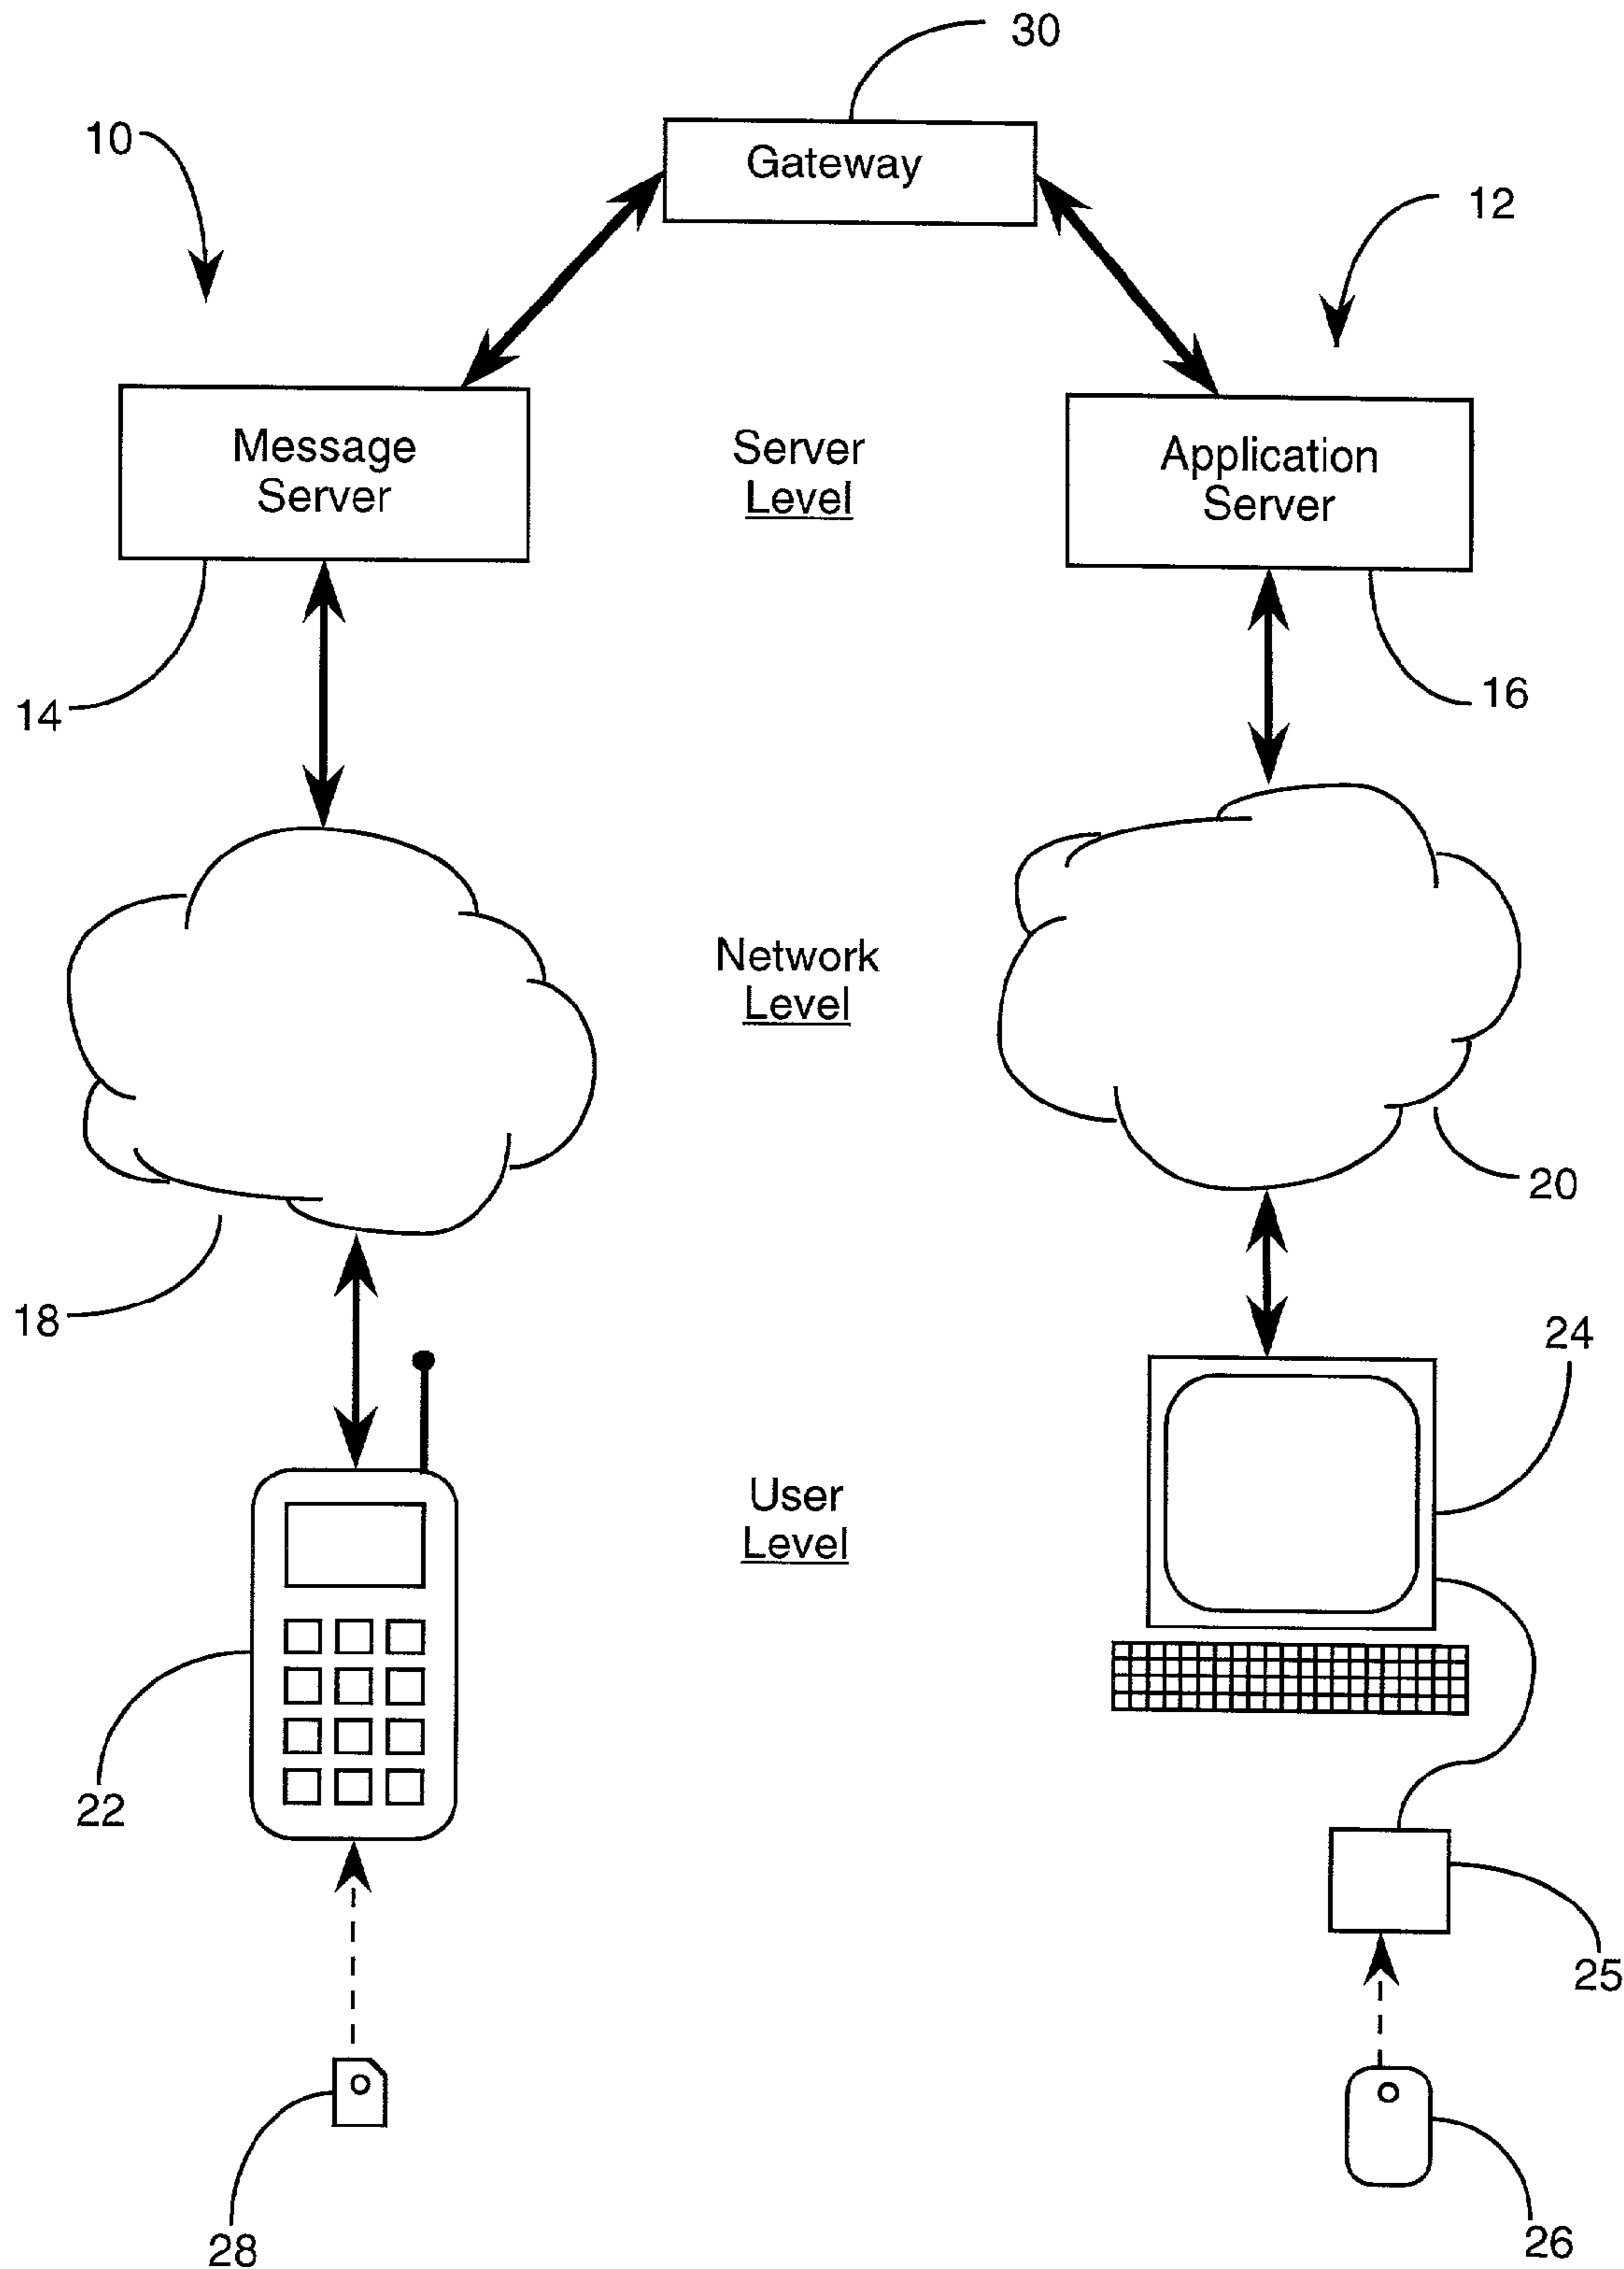 30
10
Gateway
12
Message
Server
Server
Level
Application
Server
14
16
Network
Level
20
18
24
User
Level
22
25
28
26